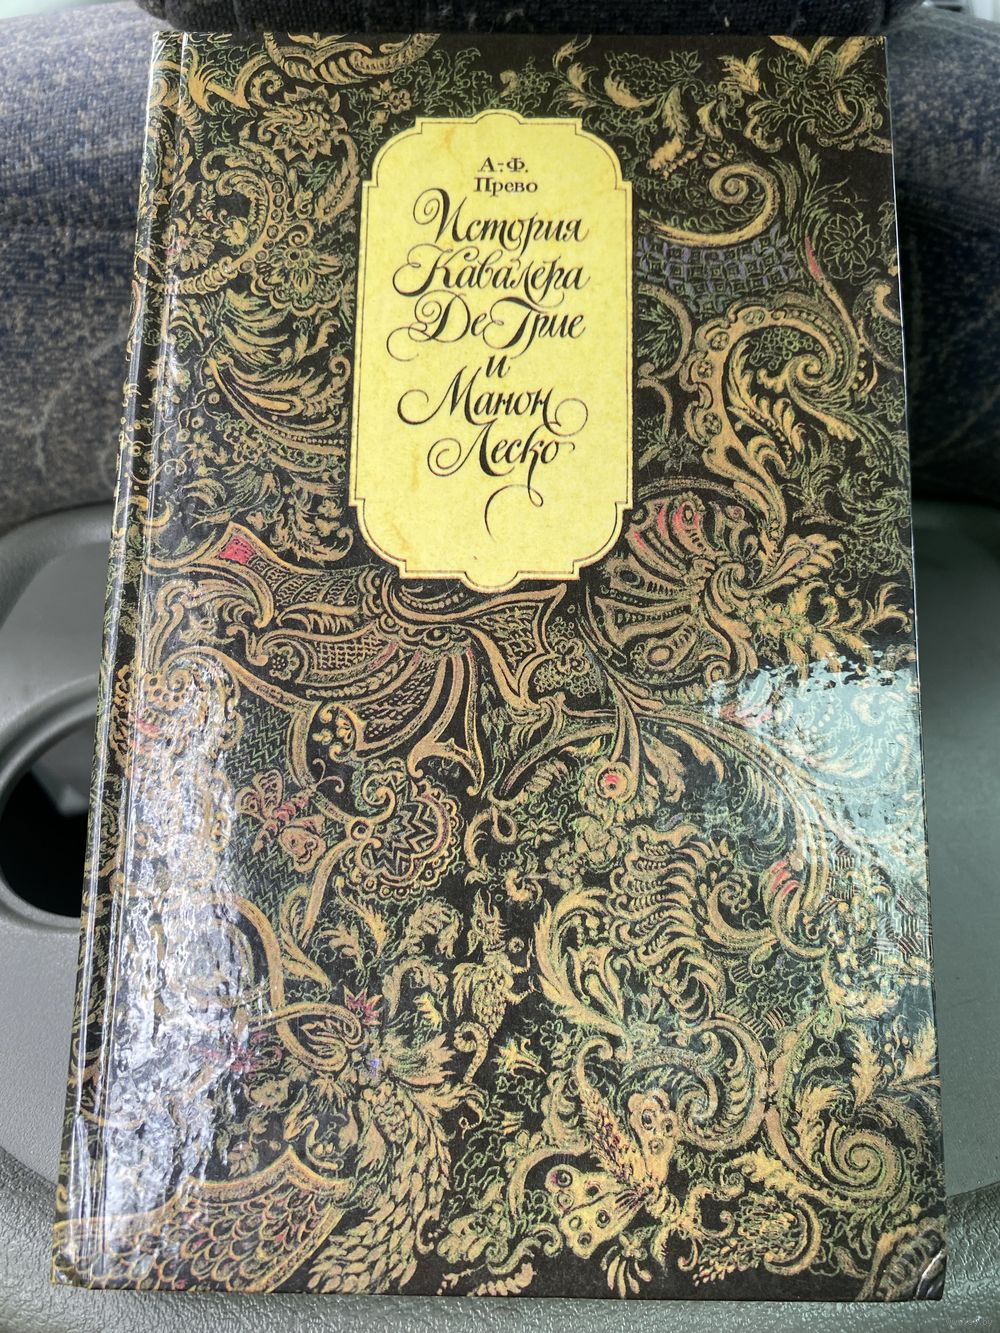 А.-Ф.
Прево
История
Кавалера
Де Грие
и
Манон
Леско